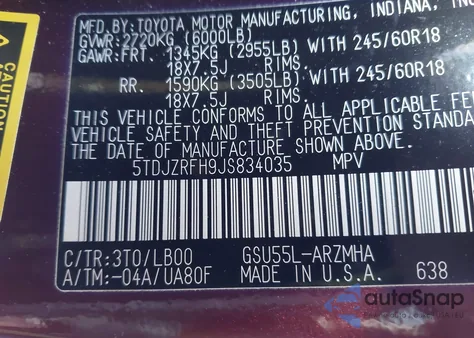 MFD. BY: TOYOTA MOTOR MANUFACTURING, INDIANA,
GVWR: 2720KG (6000LB)
GAWR: FRT. 1345KG (2955LB) WITH 245/60R18
18X7.5J RIMS.
RR. 1590KG (3505LB) WITH 245/60R18
18X7.5J RIMS.
THIS VEHICLE CONFORMS TO ALL APPLICABLE
VEHICLE SAFETY AND THEFT PREVENTION
THE DATE OF MANUFACTURE SHOWN ABOVE.
5TDJZRFH9JS834035 MPV
C/TR:3T0/LB00 GSU55L-ARZMHA
A/TM:-04A/UA80F MADE IN U.S.A. 638
CAUTION
autoSnap